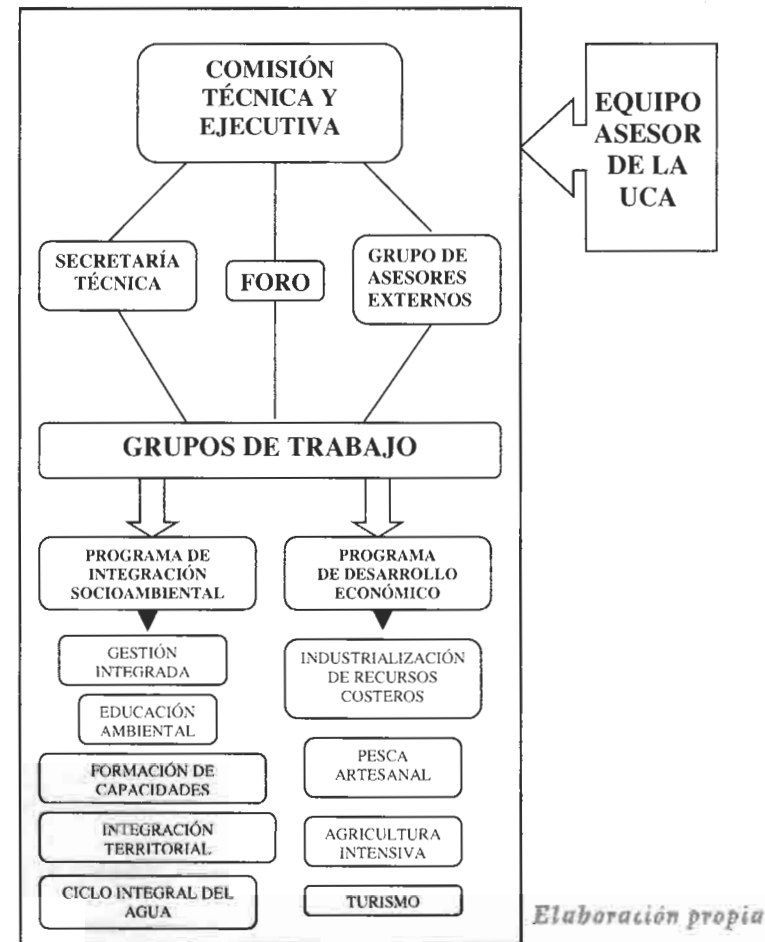 COMISIÓN
TÉCNICA Y
EJECUTIVA
EQUIPO
ASESOR
DE LA
UCA
SECRETARÍA
TÉCNICA
FORO
GRUPO DE
ASESORES
EXTERNOS
GRUPOS DE TRABAJO
PROGRAMA DE
INTEGRACIÓN
SOCIOAMBIENTAL
GESTIÓN
INTEGRADA
EDUCACIÓN
AMBIENTAL
FORMACIÓN DE
CAPACIDADES
INTEGRACIÓN
TERRITORIAL
CICLO INTEGRAL DEL
AGUA
PROGRAMA
DE DESARROLLO
ECONÓMICO
INDUSTRIALIZACIÓN
DE RECURSOS
COSTEROS
PESCA
ARTESANAL
AGRICULTURA
INTENSIVA
TURISMO
Elaboración propia